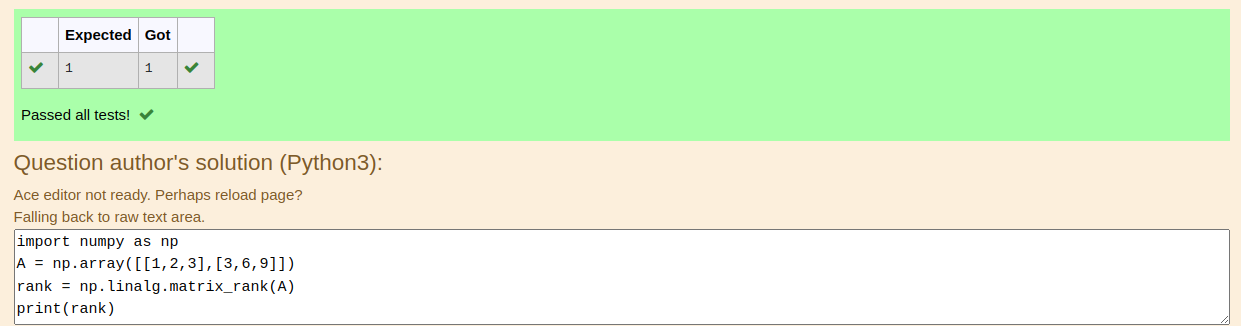 Expected Got
1 1
Passed all tests!
Question author's solution (Python3):
Ace editor not ready. Perhaps reload page?
Falling back to raw text area.
import numpy as np
A = np.array([[1,2,3],[3,6,9]])
rank = np.linalg.matrix_rank(A)
print(rank)